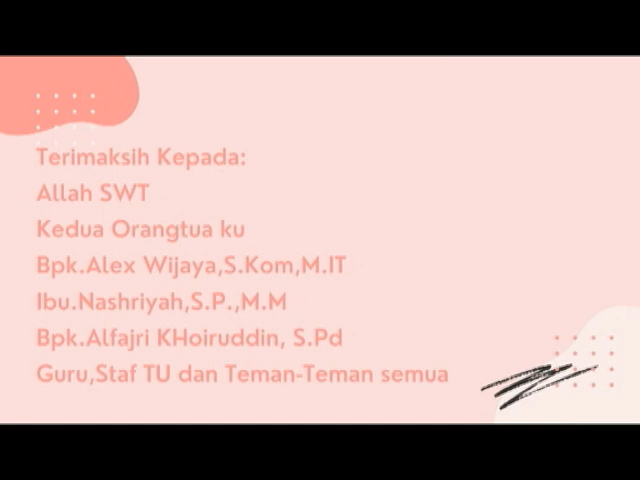 Terimaksih Kepada:
Allah SWT
Kedua Orangtua ku
Bpk.Alex Wijaya,S.Kom,M.IT
Ibu.Nashriyah,S.P.,M.M
Bpk.Alfajri KHoiruddin, S.Pd
Guru,Staf TU dan Teman-Teman semua